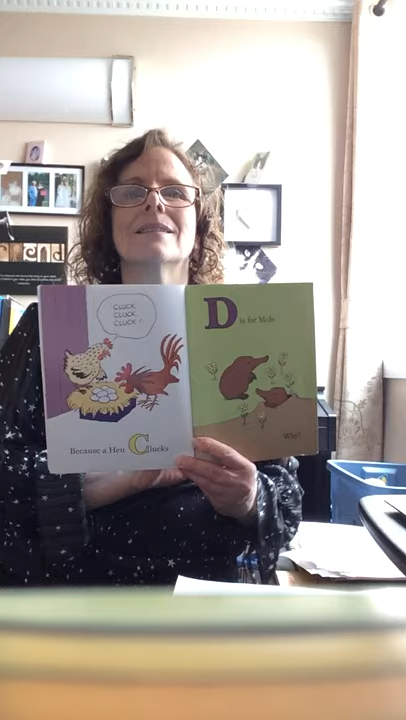 CLUCK,
CLUCK,
CLUCK!
Because a Hen Clucks
D is for Mole
Why?